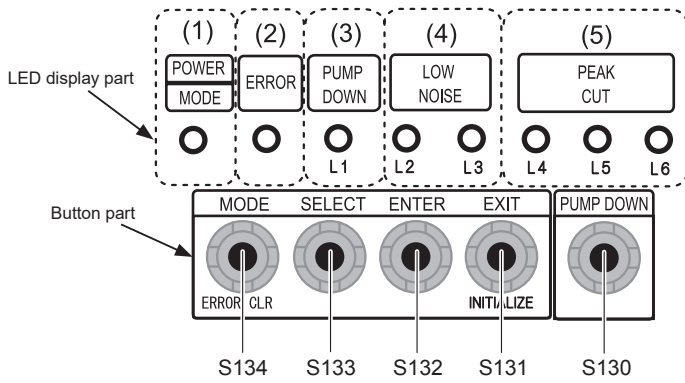 (1) (2) (3) (4) (5)
POWER
MODE
ERROR
PUMP
DOWN
LOW
NOISE
PEAK
CUT
LED display part
L1 L2 L3 L4 L5 L6
Button part
MODE SELECT ENTER EXIT PUMP DOWN
ERROR CLR INITIALIZE
S134 S133 S132 S131 S130